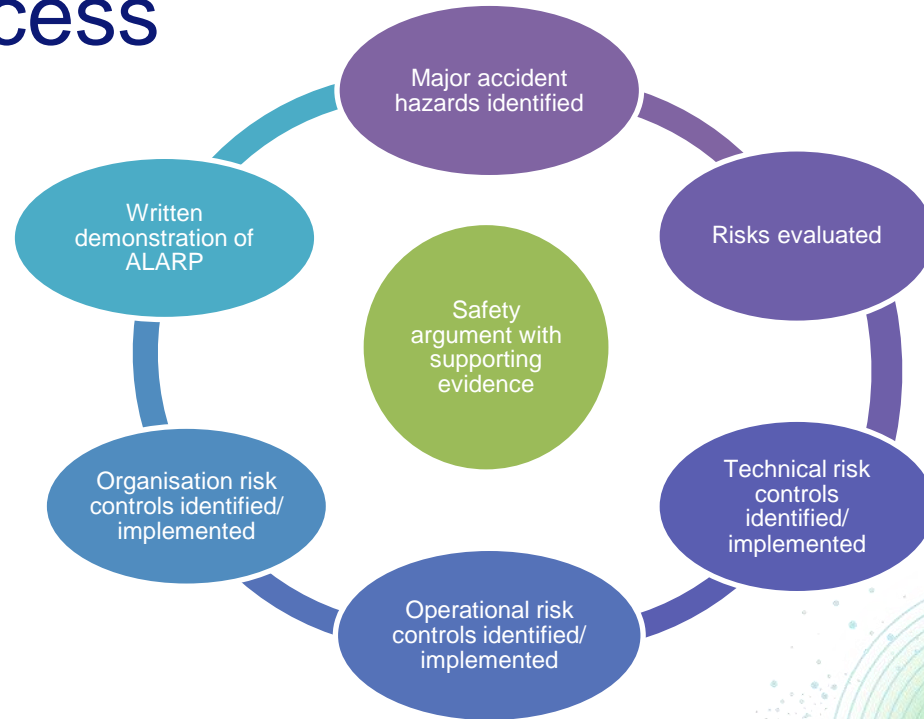 cess
Major accident
hazards identified
Risks evaluated
Technical risk
controls
identified/
implemented
Operational risk
controls identified/
implemented
Organisation risk
controls identified/
implemented
Written
demonstration of
ALARP
Safety
argument with
supporting
evidence